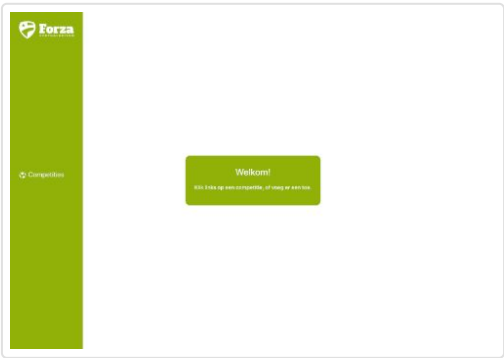 Forza
Competities
Welkom!
Klik links op een competitie, of voeg er een toe.